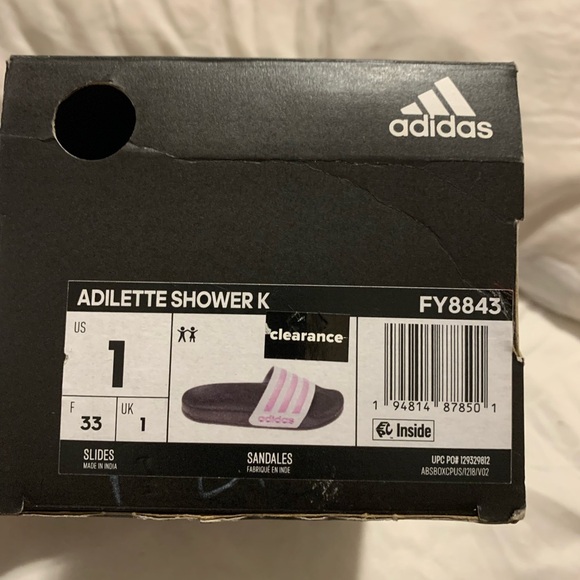 adidas
ADILETTE SHOWER K FY8843
US
1
F
33
UK
1
clearance
adidas
1 94814 87850 1
Inside
SLIDES
MADE IN INDIA
SANDALES
FABRIQUÉ EN INDE
UPC PO# 129329812
ABSBOXCPUS/1218/V02